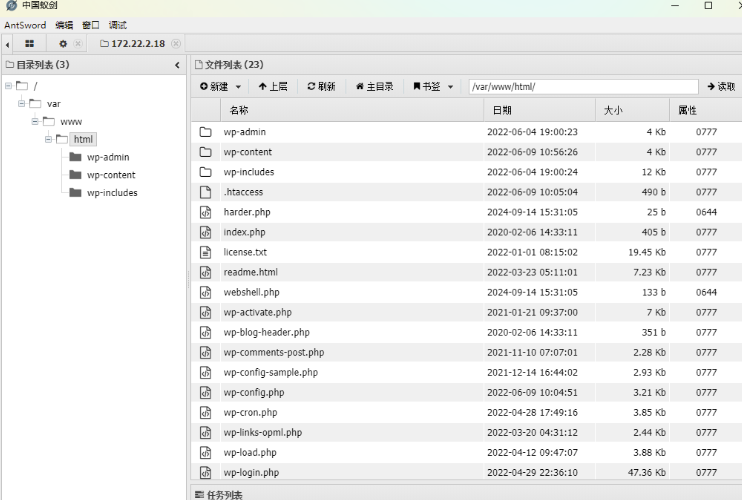 中国蚁剑
AntSword 编辑 窗口 调试
172.22.2.18
目录列表 (3)
/
var
www
html
wp-admin
wp-content
wp-includes
文件列表 (23)
新建 上层 刷新 主目录 书签 /var/www/html/ 读取
名称 日期 大小 属性
wp-admin 2022-06-04 19:00:23 4 Kb 0777
wp-content 2022-06-09 10:56:26 4 Kb 0777
wp-includes 2022-06-04 19:00:24 12 Kb 0777
.htaccess 2022-06-09 10:05:04 490 b 0777
harder.php 2024-09-14 15:31:05 25 b 0644
index.php 2020-02-06 14:33:11 405 b 0777
license.txt 2022-01-01 08:15:02 19.45 Kb 0777
readme.html 2022-03-23 05:11:01 7.23 Kb 0777
webshell.php 2024-09-14 15:31:05 133 b 0644
wp-activate.php 2021-01-21 09:37:00 7 Kb 0777
wp-blog-header.php 2020-02-06 14:33:11 351 b 0777
wp-comments-post.php 2021-11-10 07:07:01 2.28 Kb 0777
wp-config-sample.php 2021-12-14 16:44:02 2.93 Kb 0777
wp-config.php 2022-06-09 10:04:51 3.21 Kb 0777
wp-cron.php 2022-04-28 17:49:16 3.85 Kb 0777
wp-links-opml.php 2022-03-20 04:31:12 2.44 Kb 0777
wp-load.php 2022-04-12 09:47:07 3.88 Kb 0777
wp-login.php 2022-04-29 22:36:10 47.36 Kb 0777
任务列表